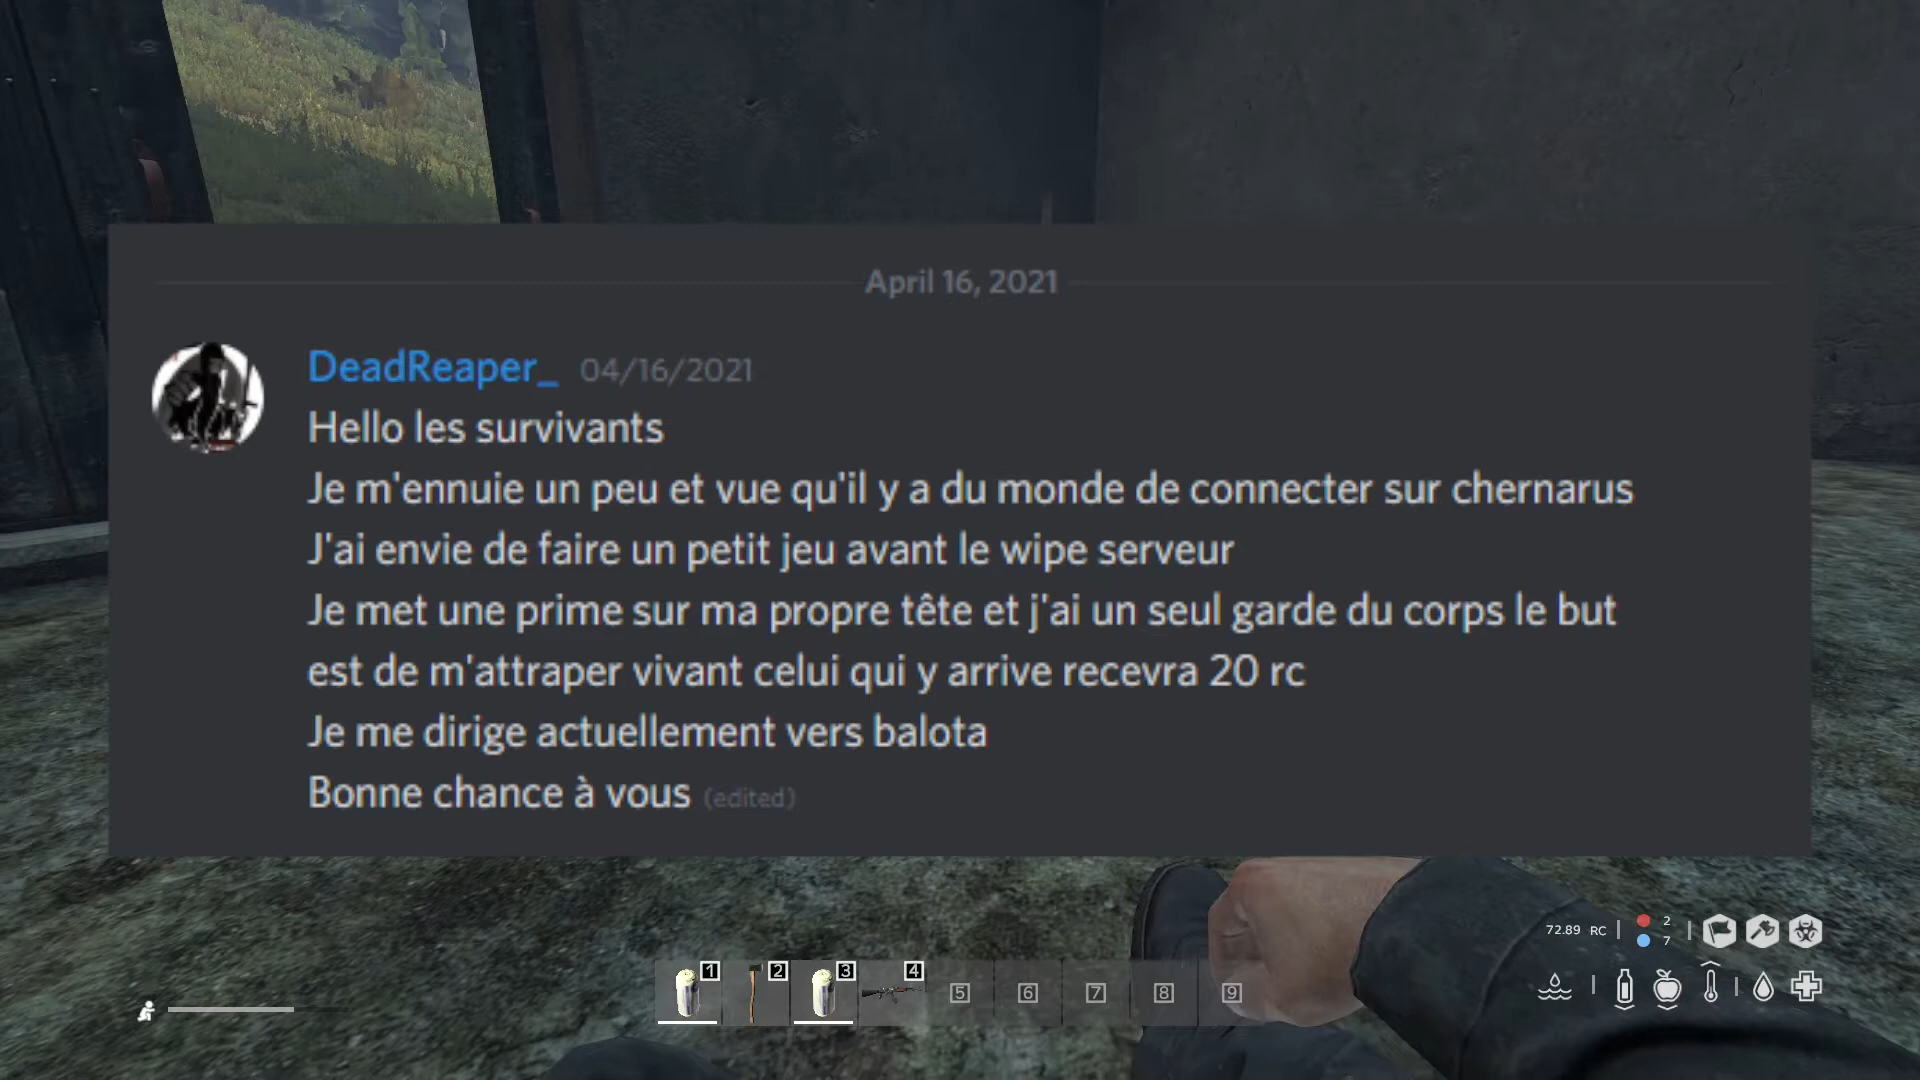 April 16, 2021
DeadReaper_ 04/16/2021
Hello les survivants
Je m'ennuie un peu et vue qu'il y a du monde de connecter sur chernarus
J'ai envie de faire un petit jeu avant le wipe serveur
Je met une prime sur ma propre tête et j'ai un seul garde du corps le but
est de m'attraper vivant celui qui y arrive recevra 20 rc
Je me dirige actuellement vers balota
Bonne chance à vous (edited)
72.89 RC | 2 |
7
1 2 3 4 5 6 7 8 9